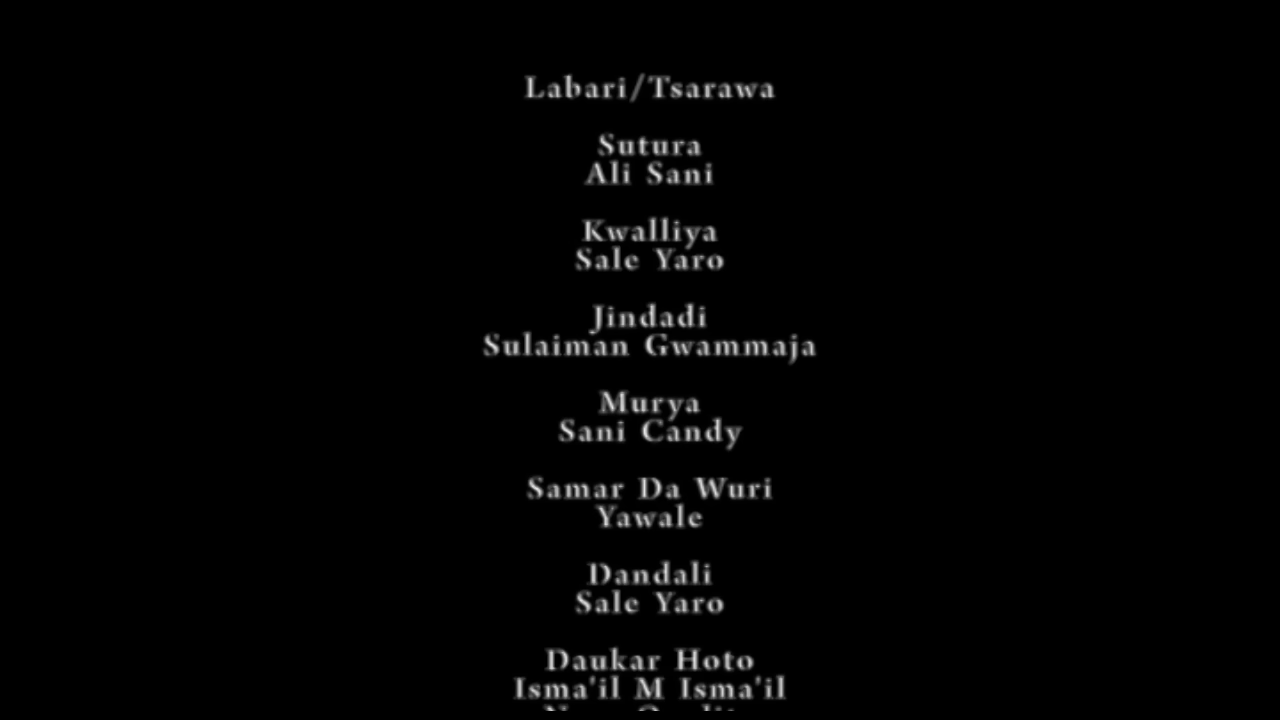 Labari/Tsarawa
Sutura
Ali Sani
Kwalliya
Sale Yaro
Jindadi
Sulaiman Gwammaja
Murya
Sani Candy
Samar Da Wuri
Yawale
Dandali
Sale Yaro
Daukar Hoto
Isma'il M Isma'il